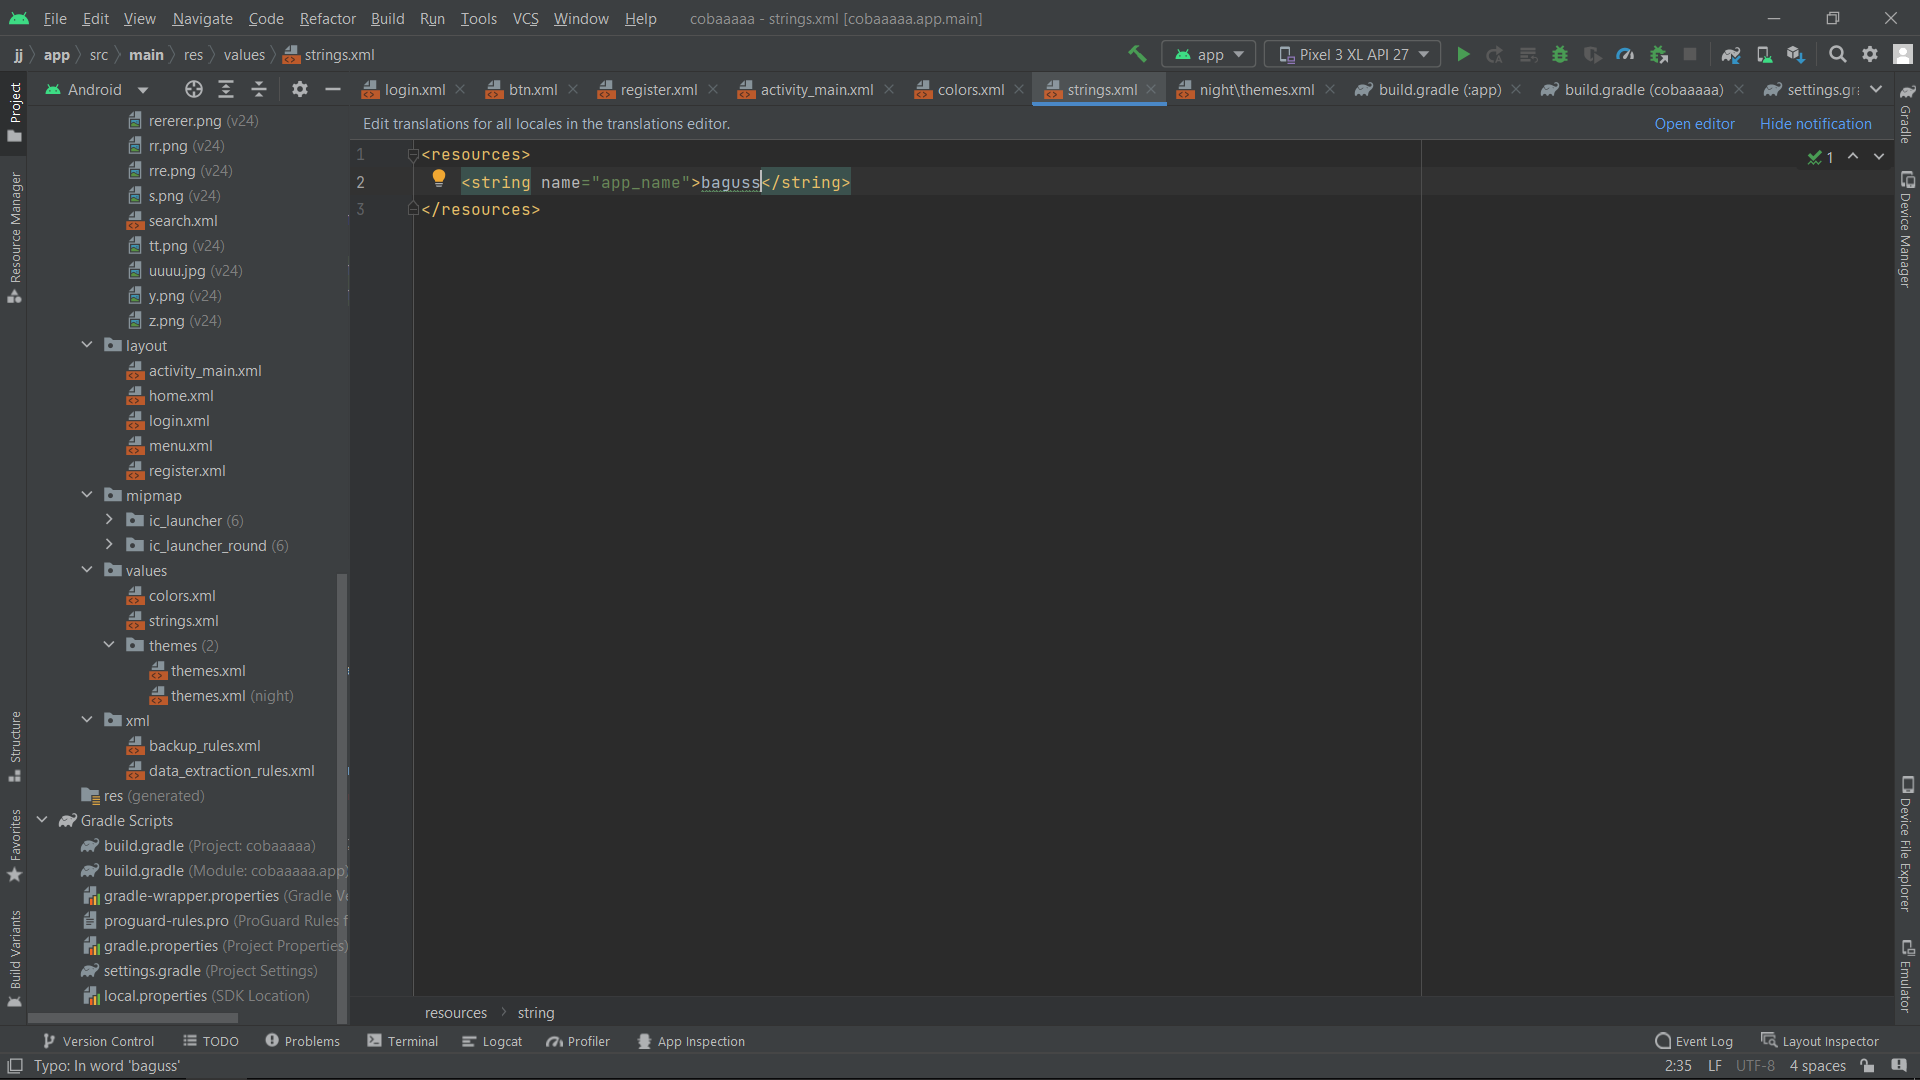 File Edit View Navigate Code Refactor Build Run Tools VCS Window Help cobaaaaa - strings.xml [cobaaaaa.app.main]
jj app src main res values strings.xml app Pixel 3 XL API 27
Android login.xml btn.xml register.xml activity_main.xml colors.xml strings.xml night\themes.xml build.gradle (:app) build.gradle (cobaaaaa) settings.gr
Edit translations for all locales in the translations editor. Open editor Hide notification
Project
Resource Manager
Structure
Favorites
Build Variants
rererer.png (v24)
rr.png (v24)
rre.png (v24)
s.png (v24)
search.xml
tt.png (v24)
uuuu.jpg (v24)
y.png (v24)
z.png (v24)
layout
activity_main.xml
home.xml
login.xml
menu.xml
register.xml
mipmap
ic_launcher (6)
ic_launcher_round (6)
values
colors.xml
strings.xml
themes (2)
themes.xml
themes.xml (night)
xml
backup_rules.xml
data_extraction_rules.xml
res (generated)
Gradle Scripts
build.gradle (Project: cobaaaaa)
build.gradle (Module: cobaaaaa.app)
gradle-wrapper.properties (Gradle Ve
proguard-rules.pro (ProGuard Rules f
gradle.properties (Project Properties)
settings.gradle (Project Settings)
local.properties (SDK Location)
1 <resources>
2 <string name="app_name">baguss</string>
3 </resources>
1
Gradle
Device Manager
Device File Explorer
Emulator
resources string
Version Control TODO Problems Terminal Logcat Profiler App Inspection Event Log Layout Inspector
Typo: In word 'baguss' 2:35 LF UTF-8 4 spaces